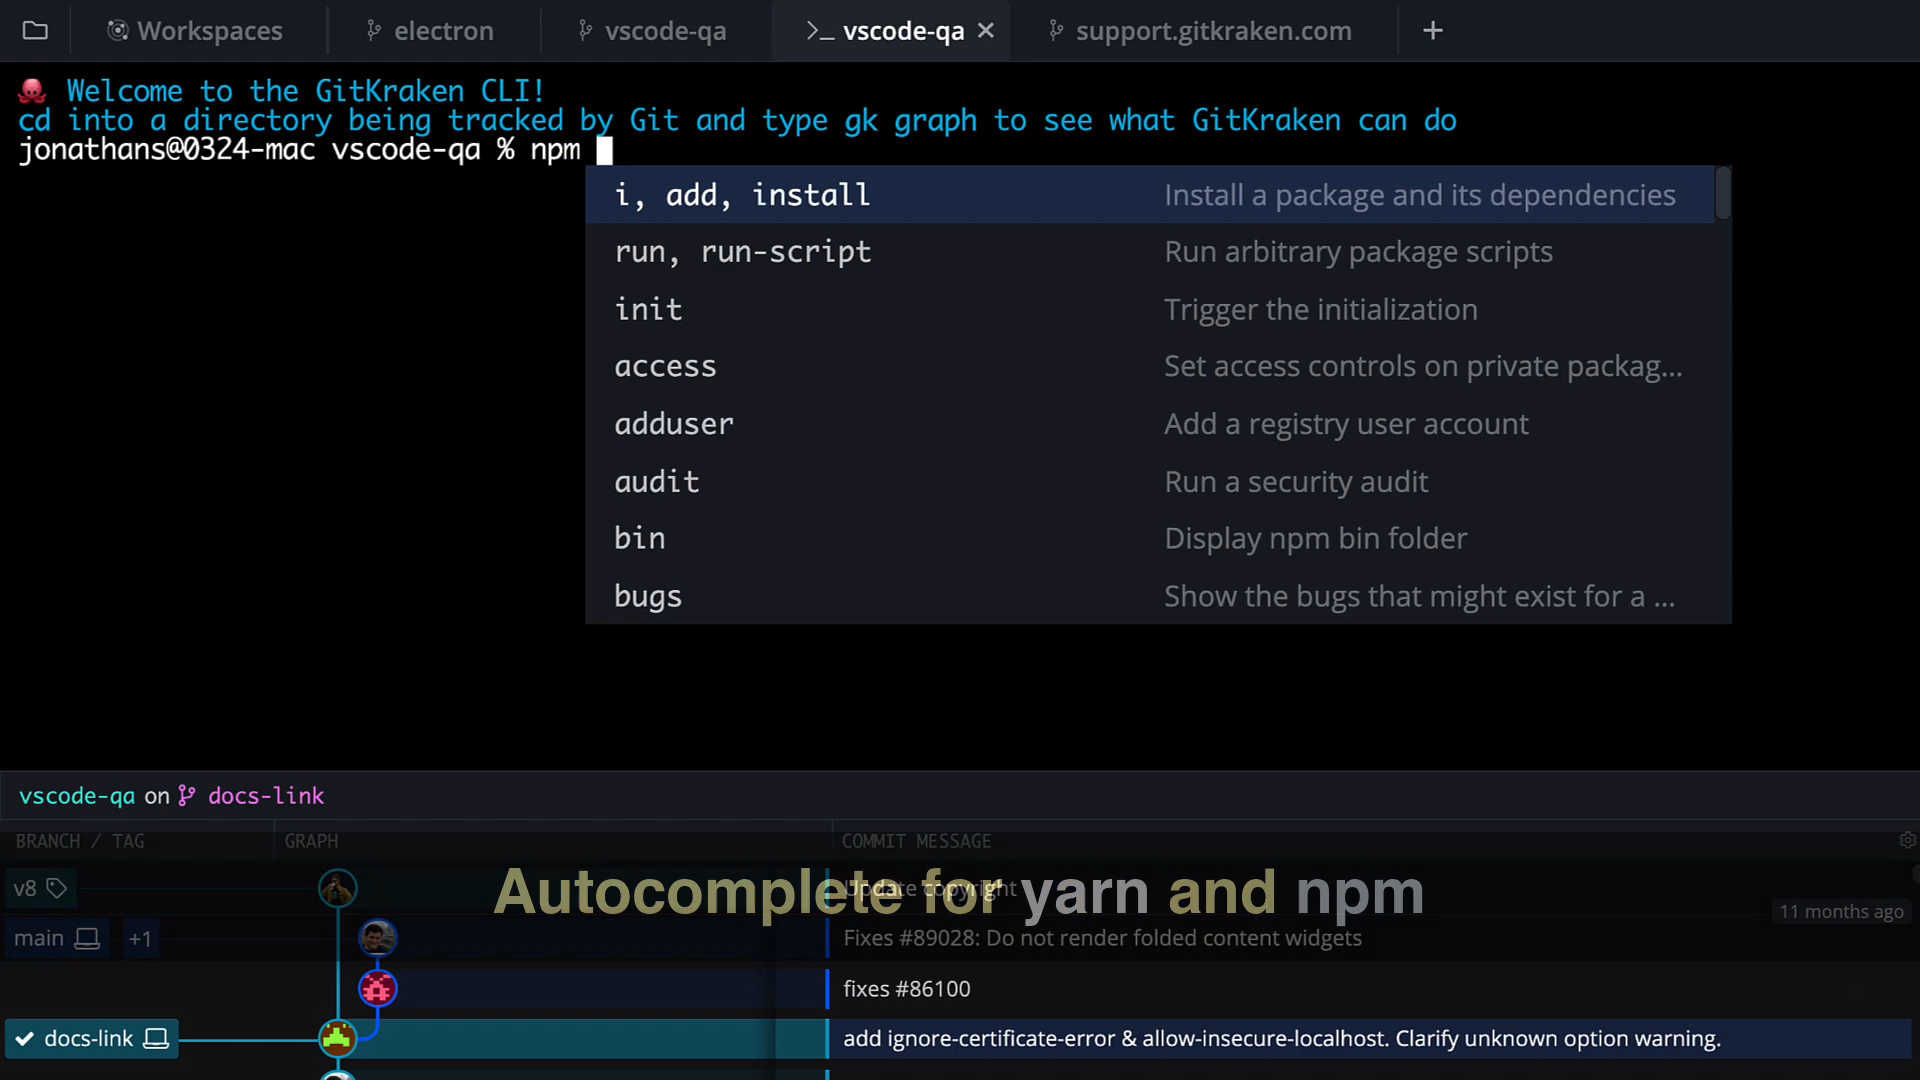 Workspaces electron vscode-qa >_ vscode-qa × support.gitkraken.com +
Welcome to the GitKraken CLI!
cd into a directory being tracked by Git and type gk graph to see what GitKraken can do
jonathans@0324-mac vscode-qa % npm
i, add, install Install a package and its dependencies
run, run-script Run arbitrary package scripts
init Trigger the initialization
access Set access controls on private packag...
adduser Add a registry user account
audit Run a security audit
bin Display npm bin folder
bugs Show the bugs that might exist for a ...
vscode-qa on docs-link
BRANCH / TAG GRAPH COMMIT MESSAGE
v8 Update copyright
Autocomplete for yarn and npm
11 months ago
main +1 Fixes #89028: Do not render folded content widgets
fixes #86100
docs-link add ignore-certificate-error & allow-insecure-localhost. Clarify unknown option warning.